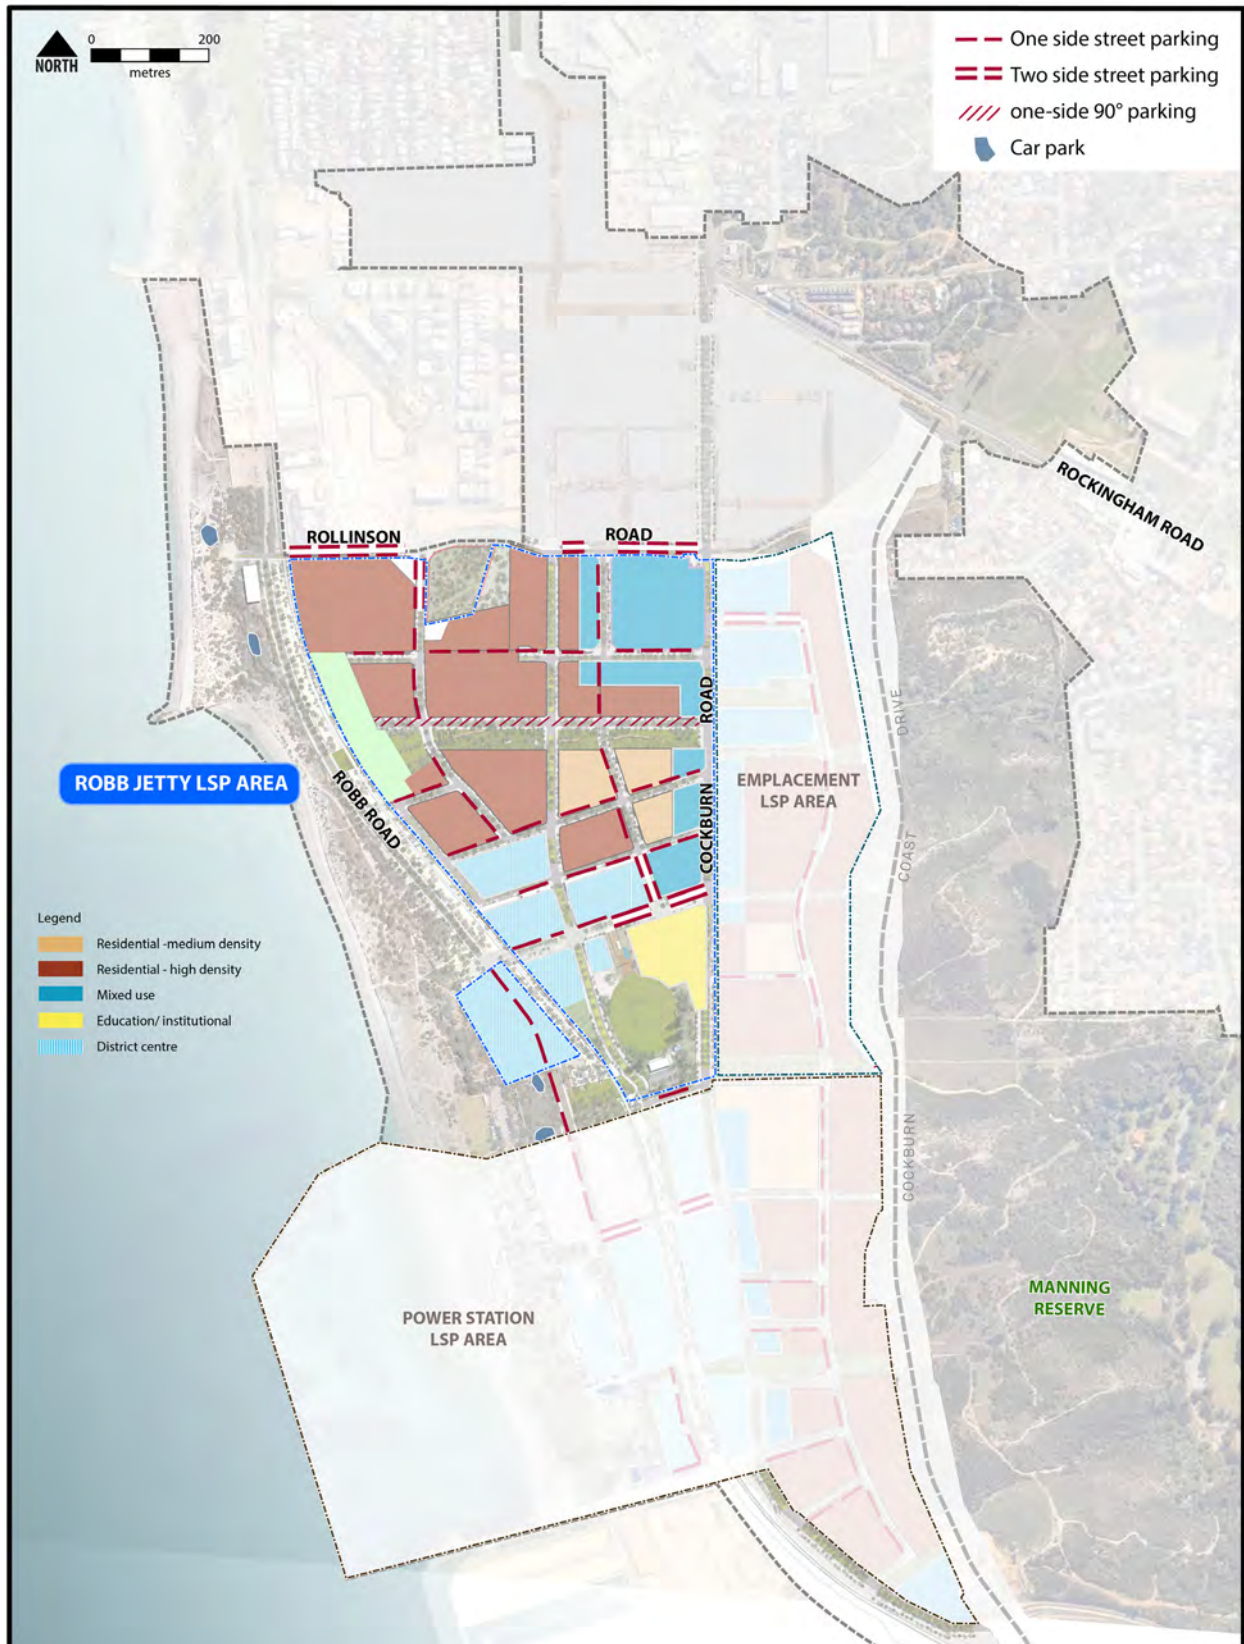 0 200
NORTH
metres
One side street parking
Two side street parking
one-side 90° parking
Car park
ROCKINGHAM ROAD
ROLLINSON ROAD
ROBB JETTY LSP AREA
ROBB ROAD
COCKBURN ROAD
EMPLACEMENT
LSP AREA
COCKBURN COAST DRIVE
Legend
Residential -medium density
Residential - high density
Mixed use
Education/ institutional
District centre
POWER STATION
LSP AREA
MANNING
RESERVE